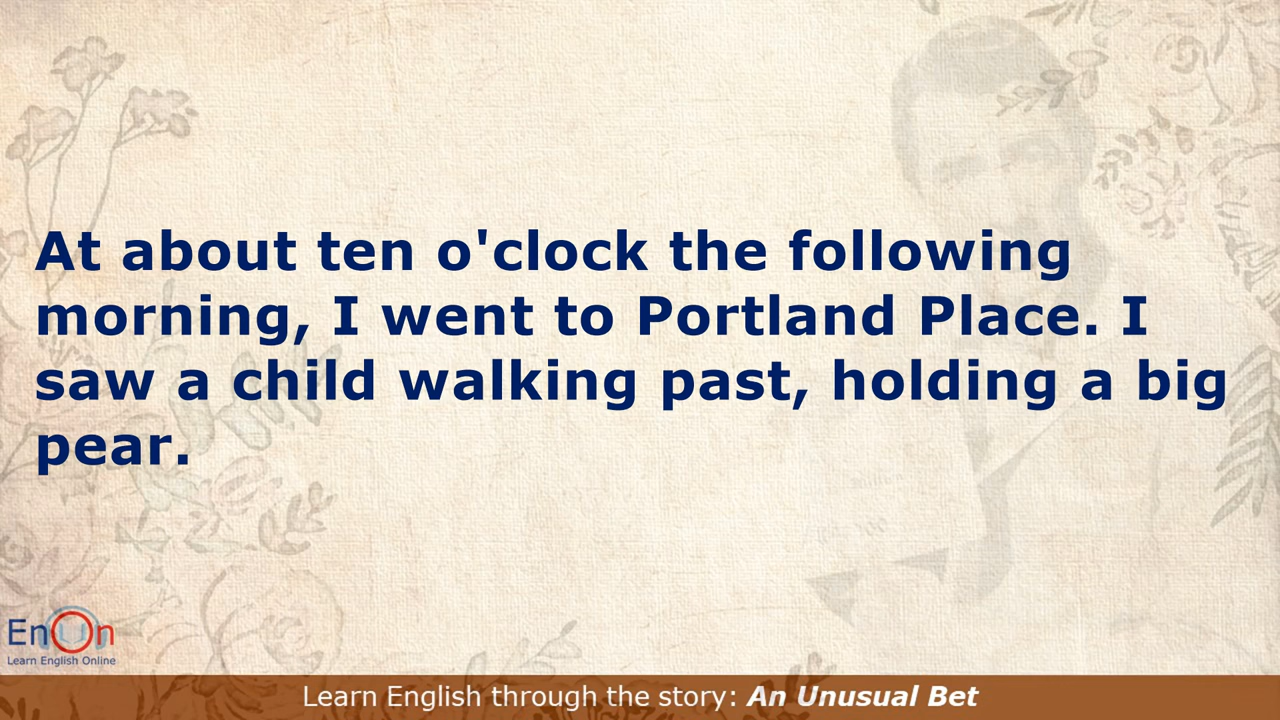 At about ten o'clock the following
morning, I went to Portland Place. I
saw a child walking past, holding a big
pear.
EnOn
Learn English Online
Learn English through the story: An Unusual Bet